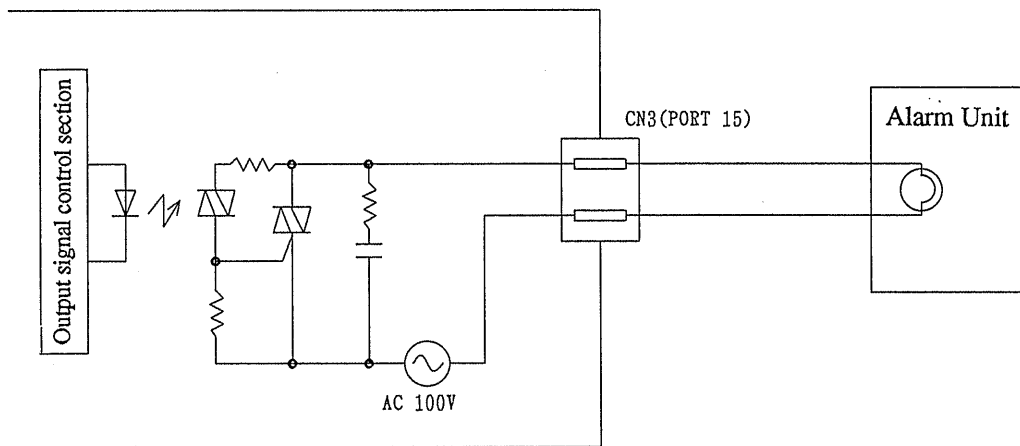 Output signal control section
CN3(PORT 15)
Alarm Unit
AC 100V